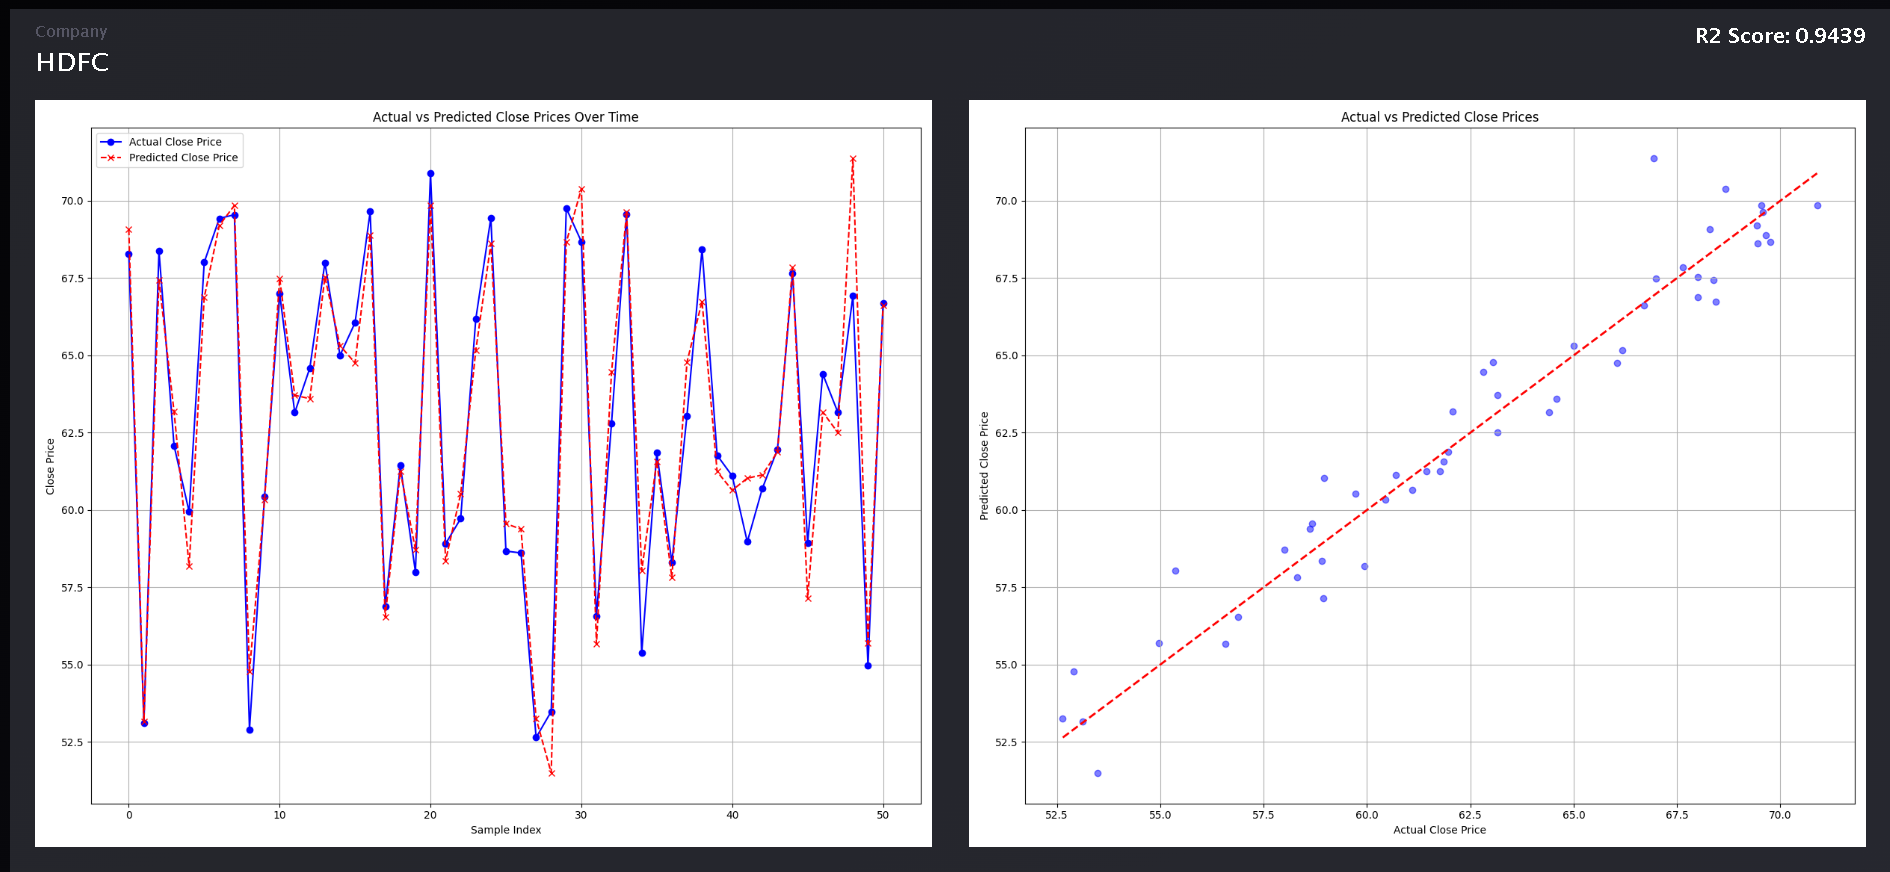 Company
HDFC
R2 Score: 0.9439
Actual vs Predicted Close Prices Over Time
Actual Close Price
Predicted Close Price
Close Price
70.0
67.5
65.0
62.5
60.0
57.5
55.0
52.5
0 10 20 30 40 50
Sample Index
Actual vs Predicted Close Prices
Predicted Close Price
70.0
67.5
65.0
62.5
60.0
57.5
55.0
52.5
52.5 55.0 57.5 60.0 62.5 65.0 67.5 70.0
Actual Close Price